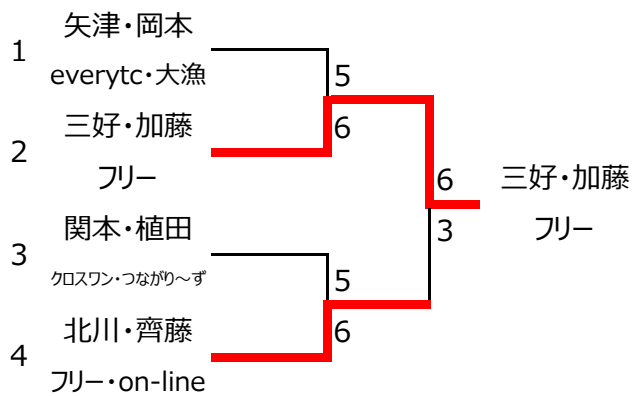 1
矢津・岡本
everytc・大漁
5
2
三好・加藤
フリー
6
6
三好・加藤
3
フリー
3
関本・植田
クロスワン・つながり～ず
5
4
北川・齊藤
フリー・on-line
6